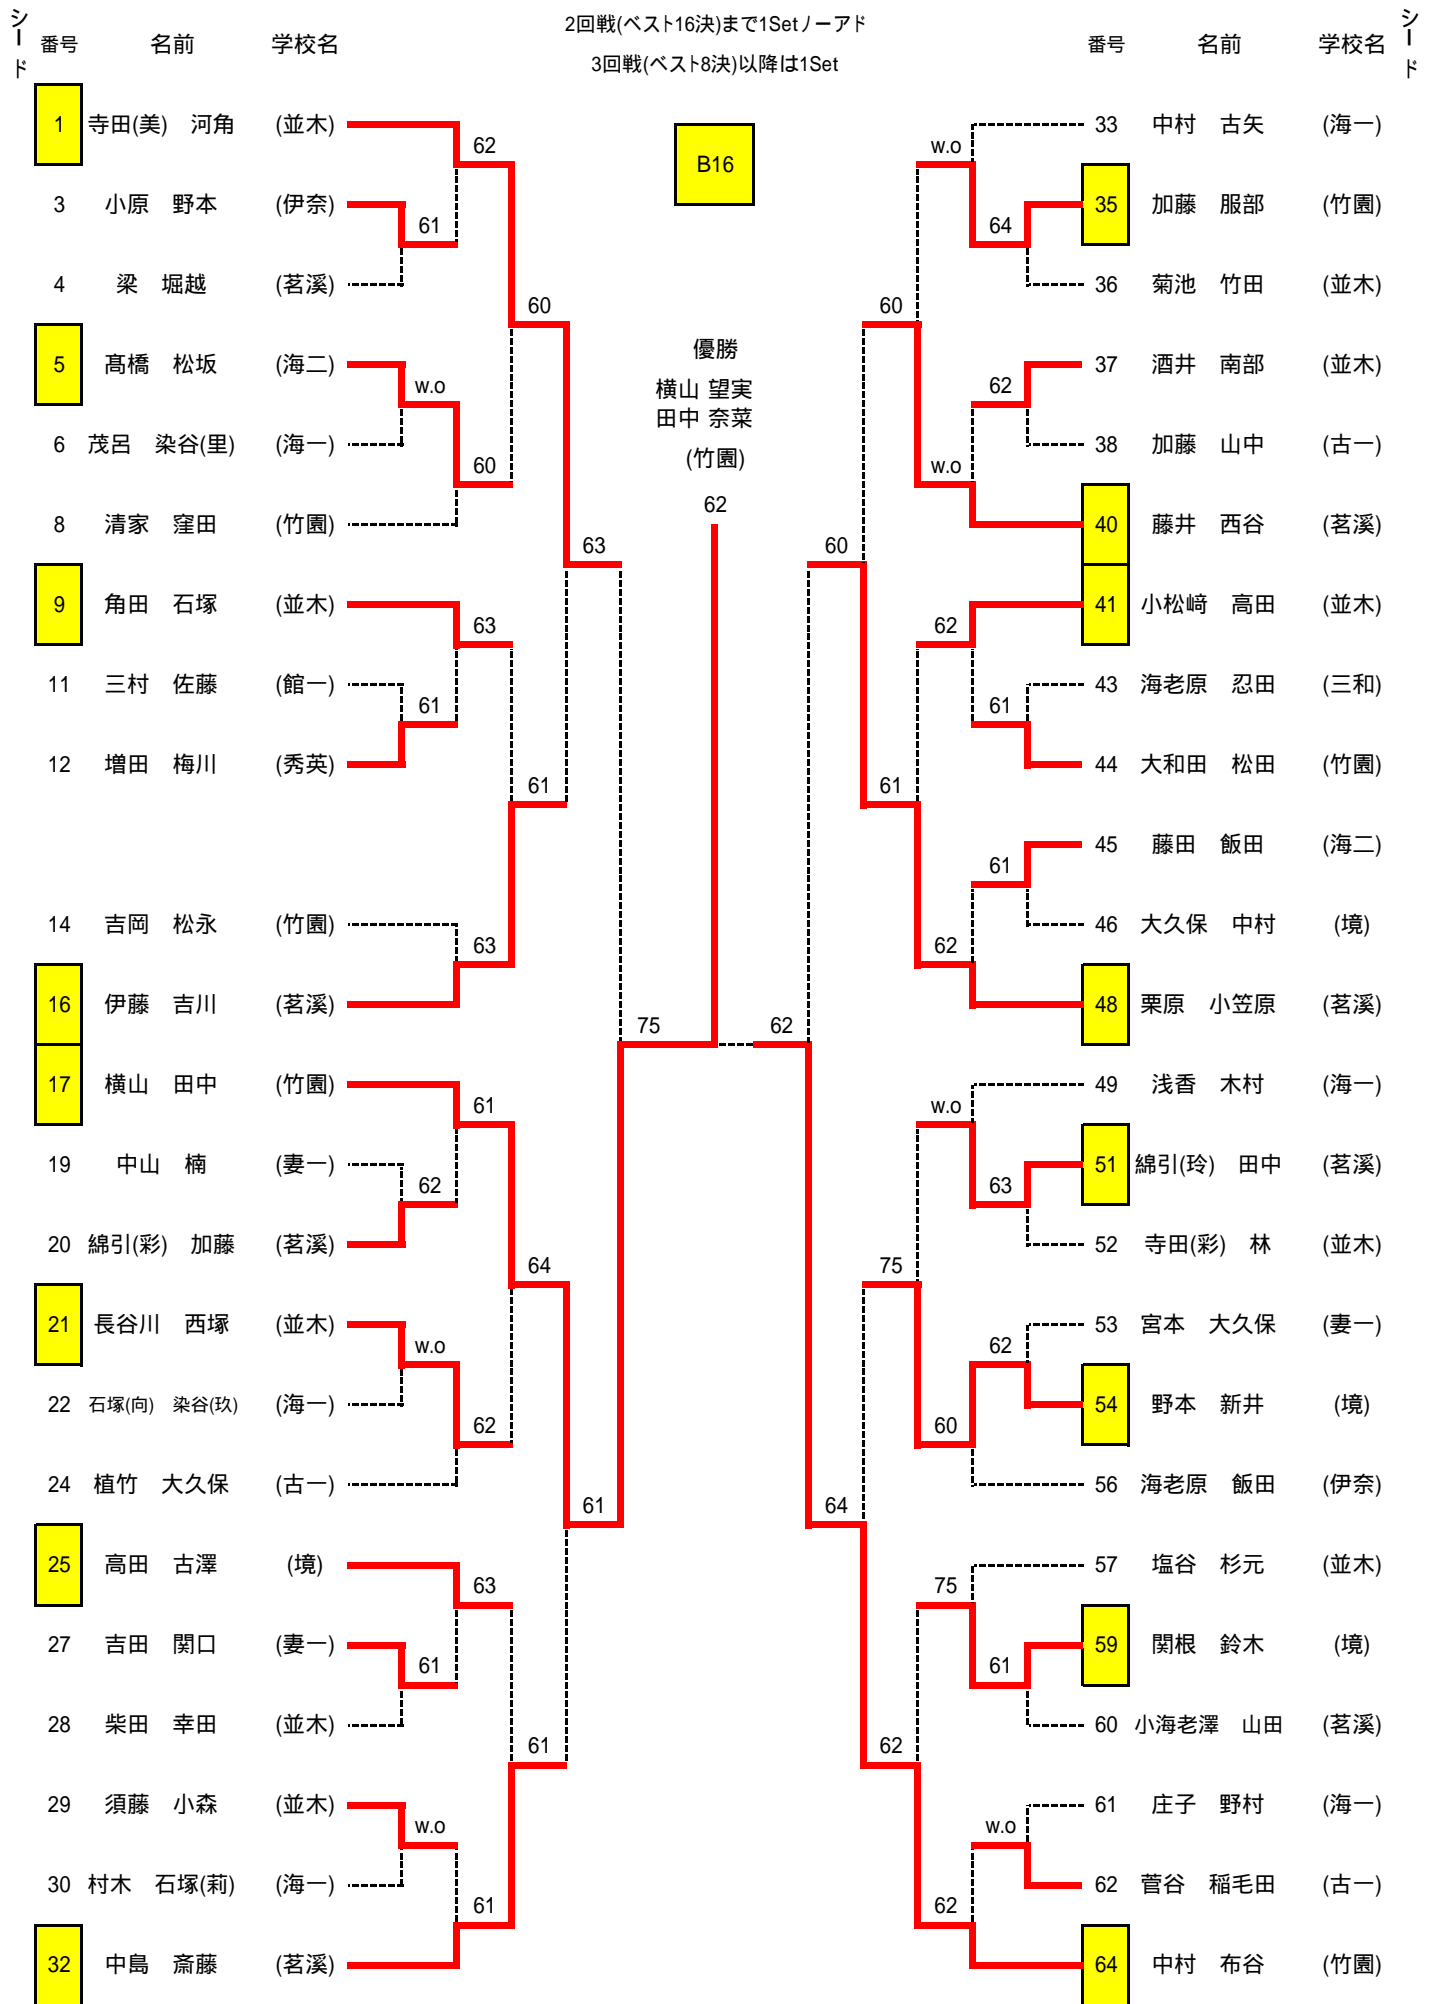 2回戦(ベスト16決)まで1Setノーアド
3回戦(ベスト8決)以降は1Set
シード 番号 名前 学校名
1 寺田(美) 河角 (並木)
62
3 小原 野本 (伊奈)
61
4 梁 堀越 (茗溪)
60
5 髙橋 松坂 (海二)
w.o
6 茂呂 染谷(里) (海一)
60
8 清家 窪田 (竹園)
63
9 角田 石塚 (並木)
63
11 三村 佐藤 (館一)
61
12 増田 梅川 (秀英)
61
14 吉岡 松永 (竹園)
63
16 伊藤 吉川 (茗溪)
75
17 横山 田中 (竹園)
61
19 中山 楠 (妻一)
62
20 綿引(彩) 加藤 (茗溪)
64
21 長谷川 西塚 (並木)
w.o
22 石塚(向) 染谷(玖) (海一)
62
24 植竹 大久保 (古一)
61
25 高田 古澤 (境)
63
27 吉田 関口 (妻一)
61
28 柴田 幸田 (並木)
61
29 須藤 小森 (並木)
w.o
30 村木 石塚(莉) (海一)
61
32 中島 斎藤 (茗溪)
B16
優勝
横山 望実
田中 奈菜
(竹園)
62
番号 名前 学校名 シード
33 中村 古矢 (海一)
w.o
35 加藤 服部 (竹園)
64
36 菊池 竹田 (並木)
60
37 酒井 南部 (並木)
62
38 加藤 山中 (古一)
w.o
40 藤井 西谷 (茗溪)
60
41 小松﨑 高田 (並木)
62
43 海老原 忍田 (三和)
61
44 大和田 松田 (竹園)
61
45 藤田 飯田 (海二)
61
46 大久保 中村 (境)
62
48 栗原 小笠原 (茗溪)
62
49 浅香 木村 (海一)
w.o
51 綿引(玲) 田中 (茗溪)
63
52 寺田(彩) 林 (並木)
75
53 宮本 大久保 (妻一)
62
54 野本 新井 (境)
60
56 海老原 飯田 (伊奈)
64
57 塩谷 杉元 (並木)
75
59 関根 鈴木 (境)
61
60 小海老澤 山田 (茗溪)
62
61 庄子 野村 (海一)
w.o
62 菅谷 稲毛田 (古一)
62
64 中村 布谷 (竹園)